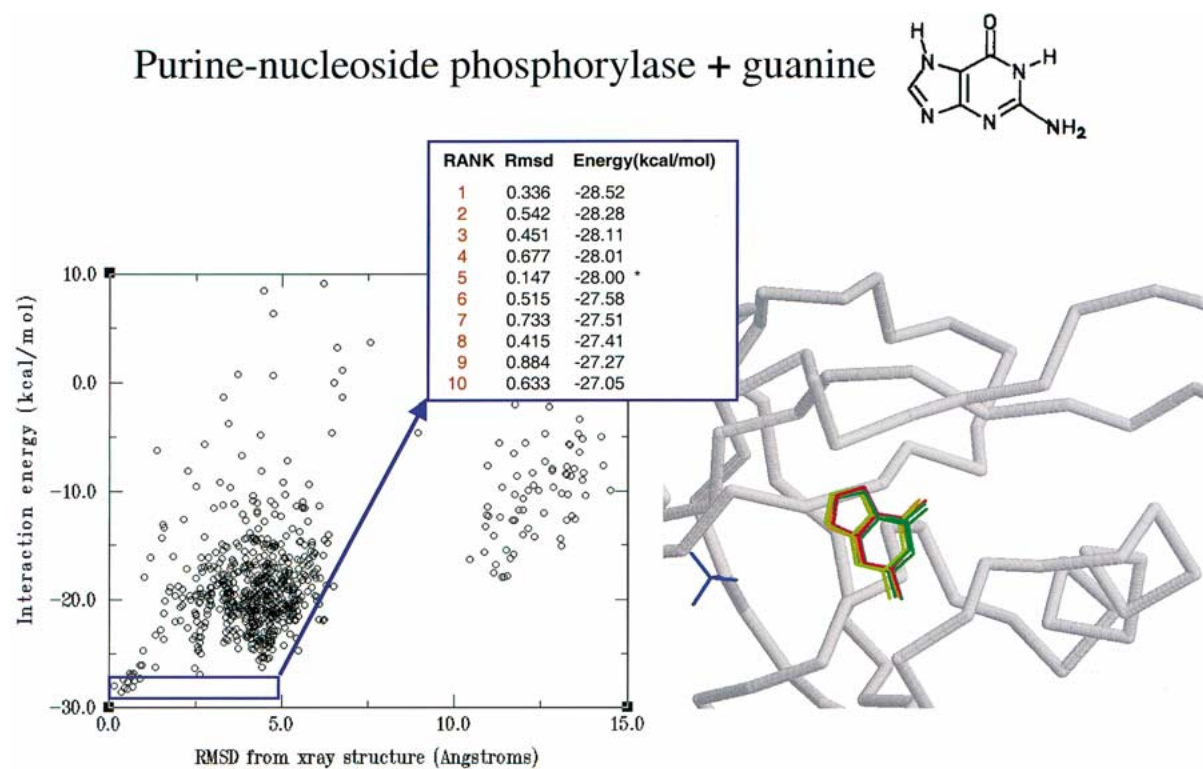 Purine-nucleoside phosphorylase + guanine
H
O
N
N
H
N
N
NH2
RANK Rmsd Energy(kcal/mol)
1 0.336 -28.52
2 0.542 -28.28
3 0.451 -28.11
4 0.677 -28.01
5 0.147 -28.00 *
6 0.515 -27.58
7 0.733 -27.51
8 0.415 -27.41
9 0.884 -27.27
10 0.633 -27.05
Interaction energy (kcal/mol)
10.0
0.0
-10.0
-20.0
-30.0
0.0 5.0 10.0 15.0
RMSD from xray structure (Angstroms)